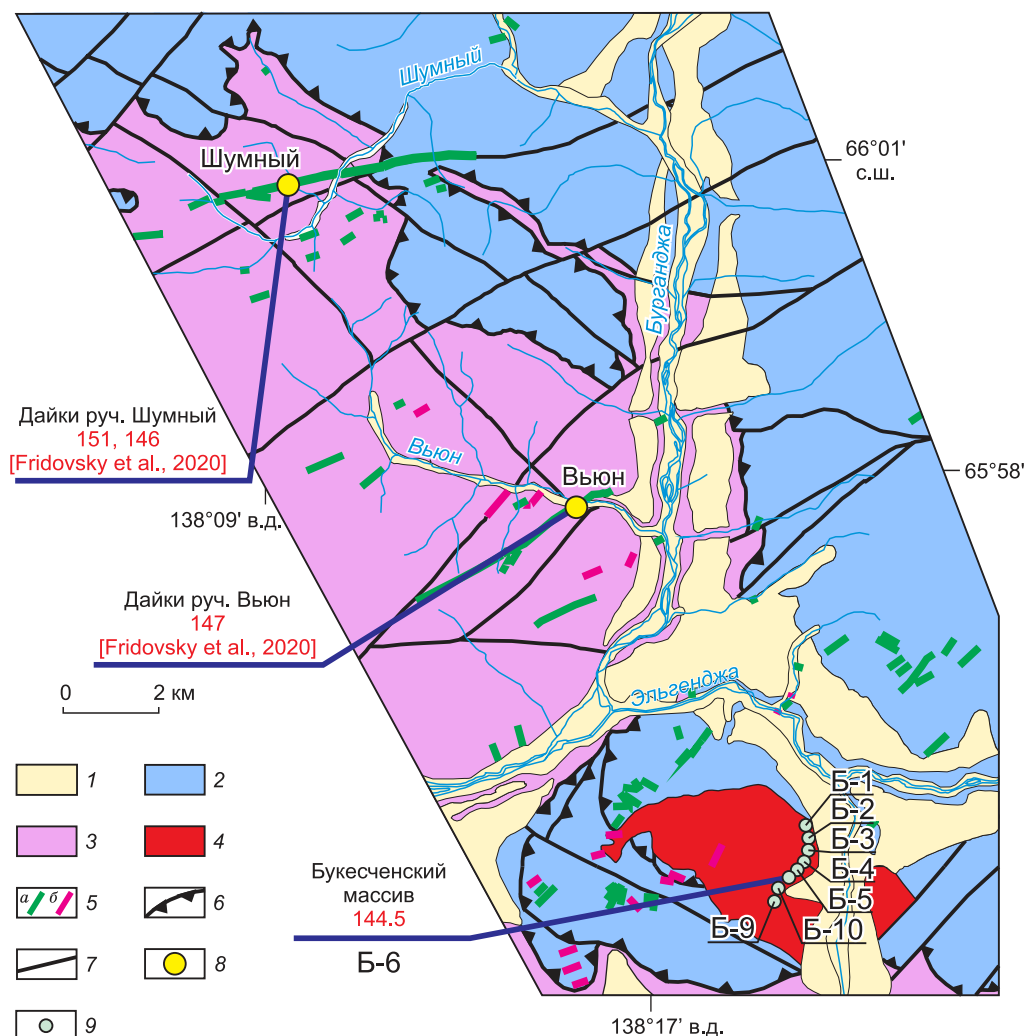 Шумный
66°01'
с.ш.
Шумный
Бурганджа
Дайки руч. Шумный
151, 146
[Fridovsky et al., 2020]
Вьюн
Вьюн
65°58'
138°09' в.д.
Дайки руч. Вьюн
147
[Fridovsky et al., 2020]
0 2 км
Эльгенджа
1 2
3 4
а б 5 6
7 8
9
Б-1
Б-2
Б-3
Б-4
Б-5
Б-9 Б-10
Букесченский
массив
144.5
Б-6
138°17' в.д.